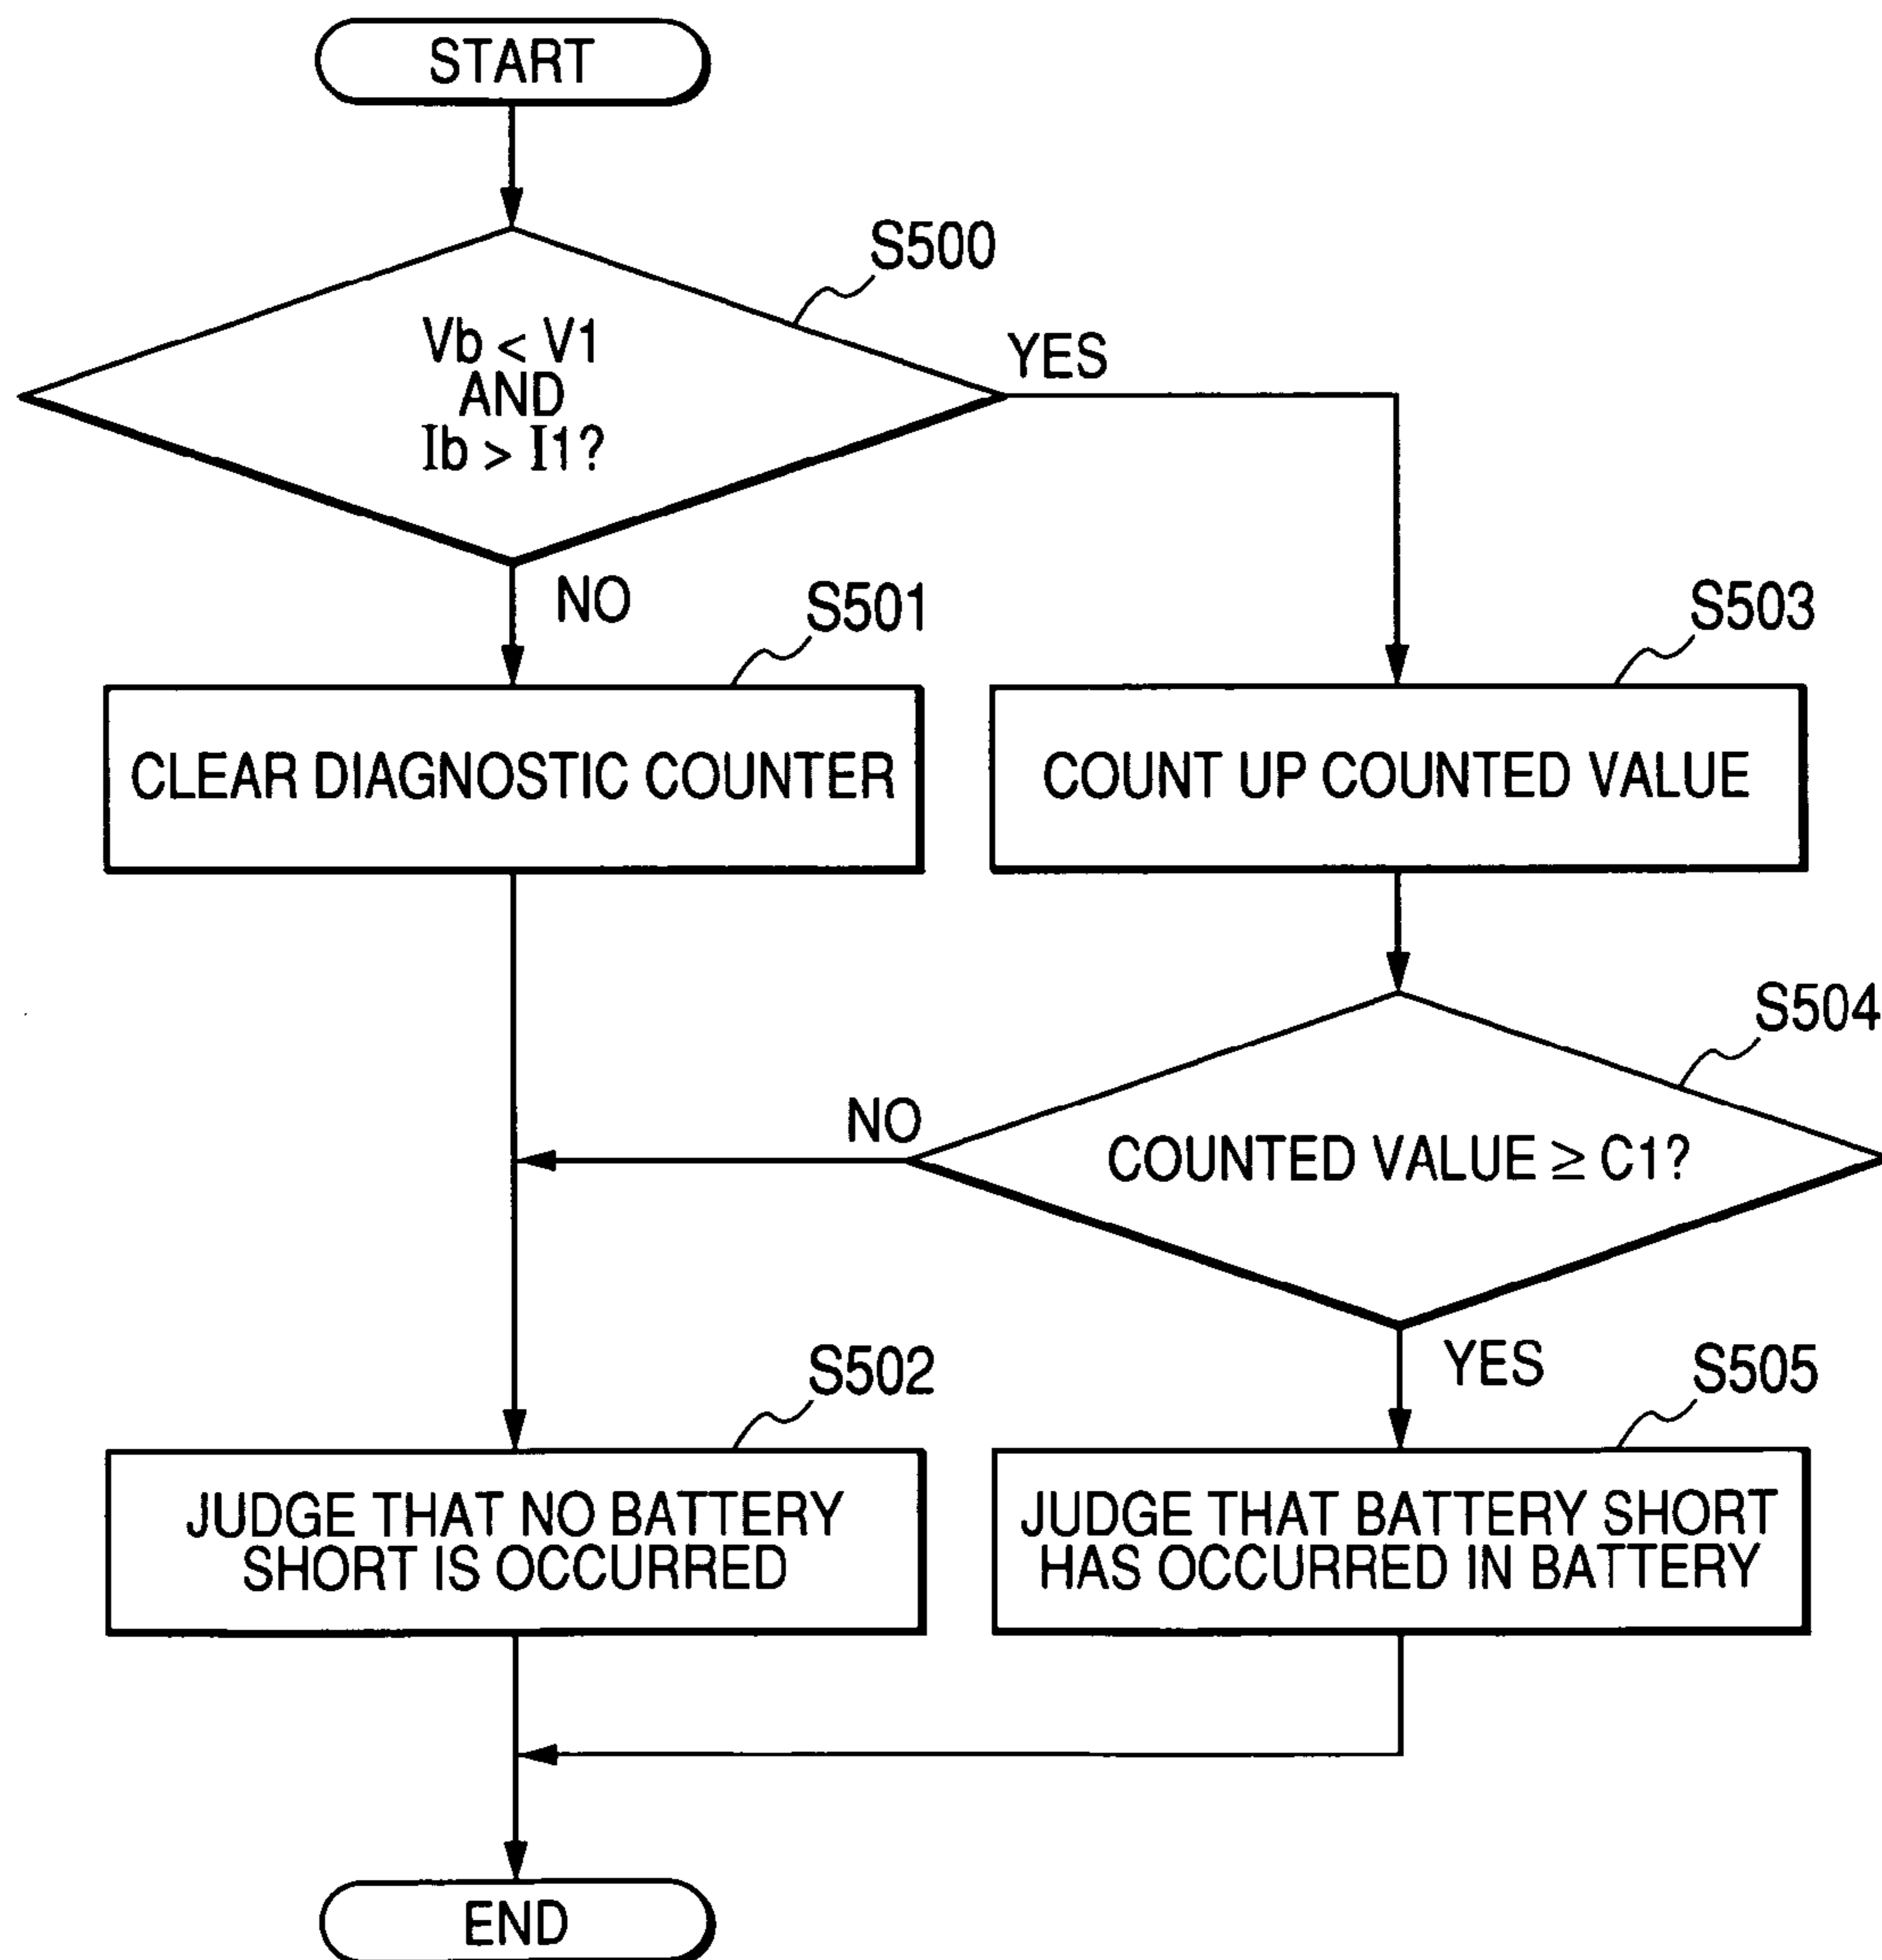 START
S500
Vb < V1
AND
Ib > I1?
YES
NO
S501
S503
CLEAR DIAGNOSTIC COUNTER
COUNT UP COUNTED VALUE
S504
NO
COUNTED VALUE ≥ C1?
YES
S502
S505
JUDGE THAT NO BATTERY
SHORT IS OCCURRED
JUDGE THAT BATTERY SHORT
HAS OCCURRED IN BATTERY
END